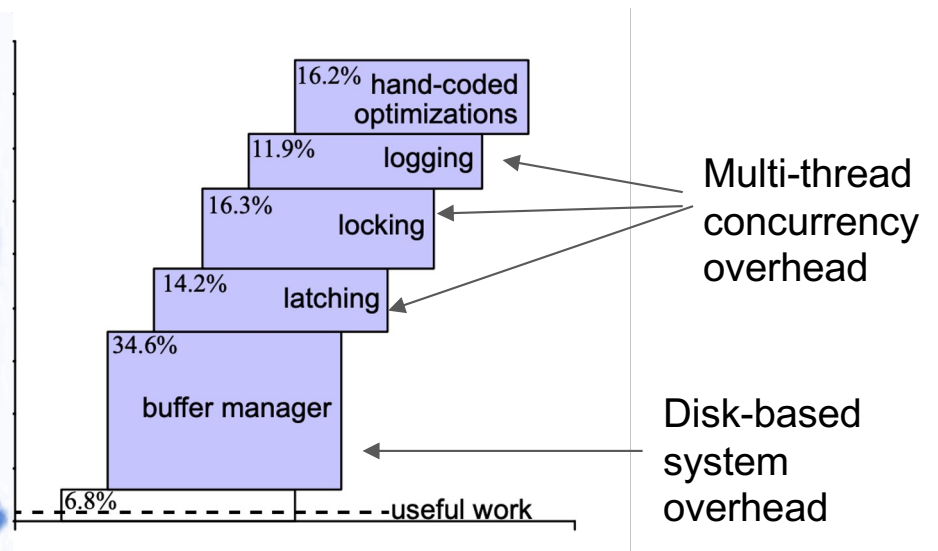 16.2% hand-coded
optimizations
11.9% logging
16.3%
locking
14.2%
latching
34.6%
buffer manager
6.8%
useful work
Multi-thread
concurrency
overhead
Disk-based
system
overhead